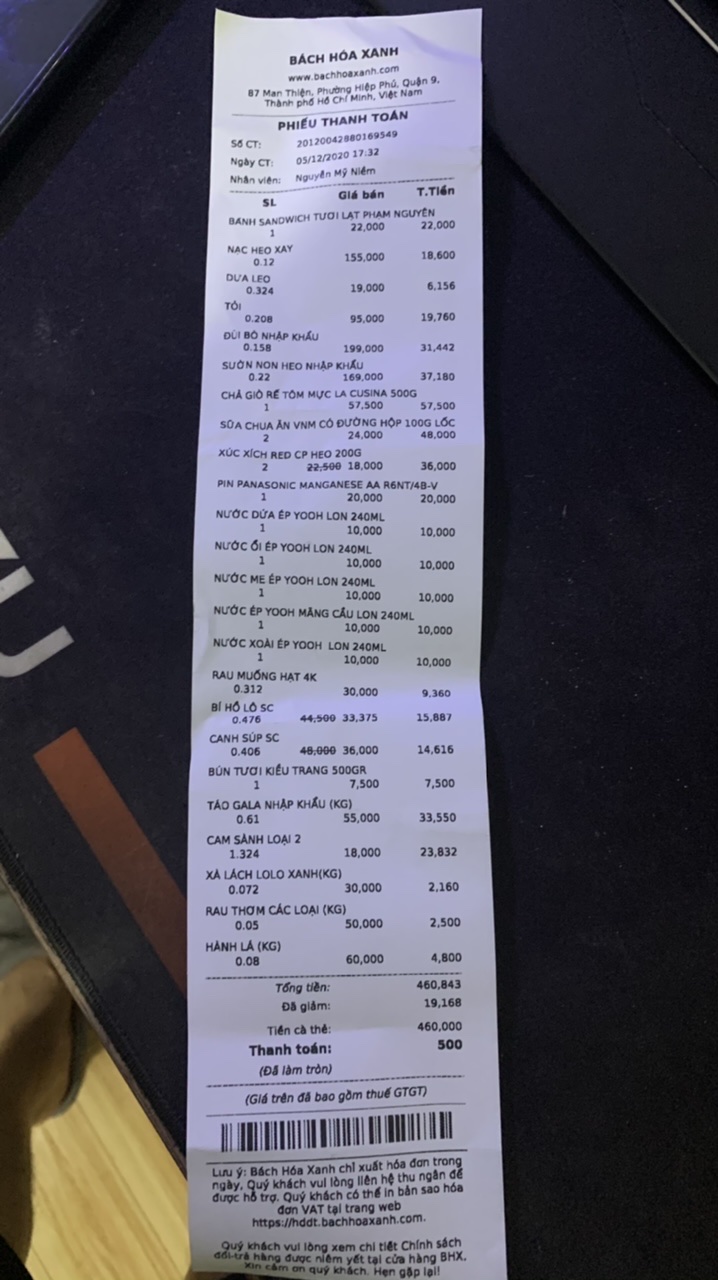 BÁCH HÓA XANH
www.bachhoaxanh.com
87 Man Thiện, Phường Hiệp Phú, Quận 9,
Thành phố Hồ Chí Minh, Việt Nam
PHIẾU THANH TOÁN
Số CT: 20120042880169549
Ngày CT: 05/12/2020 17:32
Nhân viên: Nguyễn Mỹ Niềm
SL Giá bán T.Tiền
BÁNH SANDWICH TƯƠI LẠT PHẠM NGUYÊN
1 22,000 22,000
NẠC HEO XAY
0.12 155,000 18,600
DƯA LEO
0.324 19,000 6,156
TỎI
0.208 95,000 19,760
ĐÙI BÒ NHẬP KHẨU
0.158 199,000 31,442
SƯỜN NON HEO NHẬP KHẨU
0.22 169,000 37,180
CHẢ GIÒ RẾ TÔM MỰC LA CUSINA 500G
1 57,500 57,500
SỮA CHUA ĂN VNM CÓ ĐƯỜNG HỘP 100G LỐC
2 24,000 48,000
XÚC XÍCH RED CP HEO 200G
2 22,500 18,000 36,000
PIN PANASONIC MANGANESE AA R6NT/4B-V
1 20,000 20,000
NƯỚC DỨA ÉP YOOH LON 240ML
1 10,000 10,000
NƯỚC ỔI ÉP YOOH LON 240ML
1 10,000 10,000
NƯỚC ME ÉP YOOH LON 240ML
1 10,000 10,000
NƯỚC ÉP YOOH MÃNG CẦU LON 240ML
1 10,000 10,000
NƯỚC XOÀI ÉP YOOH LON 240ML
1 10,000 10,000
RAU MUỐNG HẠT 4K
0.312 30,000 9,360
BÍ HỒ LÔ SC
0.476 44,500 33,375 15,887
CANH SÚP SC
0.406 48,000 36,000 14,616
BÚN TƯƠI KIỀU TRANG 500GR
1 7,500 7,500
TÁO GALA NHẬP KHẨU (KG)
0.61 55,000 33,550
CAM SÀNH LOẠI 2
1.324 18,000 23,832
XÀ LÁCH LOLO XANH(KG)
0.072 30,000 2,160
RAU THƠM CÁC LOẠI (KG)
0.05 50,000 2,500
HÀNH LÁ (KG)
0.08 60,000 4,800
Tổng tiền: 460,843
Đã giảm: 19,168
Tiền cà thẻ: 460,000
Thanh toán: 500
(Đã làm tròn)
(Giá trên đã bao gồm thuế GTGT)
Lưu ý: Bách Hóa Xanh chỉ xuất hóa đơn trong
ngày, Quý khách vui lòng liên hệ thu ngân để
được hỗ trợ. Quý khách có thể in bản sao hóa
đơn VAT tại trang web
https://hddt.bachhoaxanh.com.
Quý khách vui lòng xem chi tiết Chính sách
đổi-trả hàng được niêm yết tại cửa hàng BHX.
Xin cảm ơn quý khách. Hẹn gặp lại!